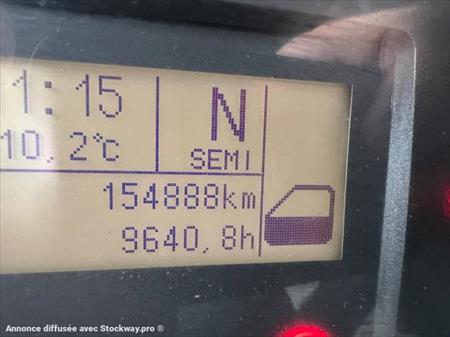 1:15
N
10,2°c
SEMI
154888km
9640,8h
Annonce diffusée avec Stockway.pro ®